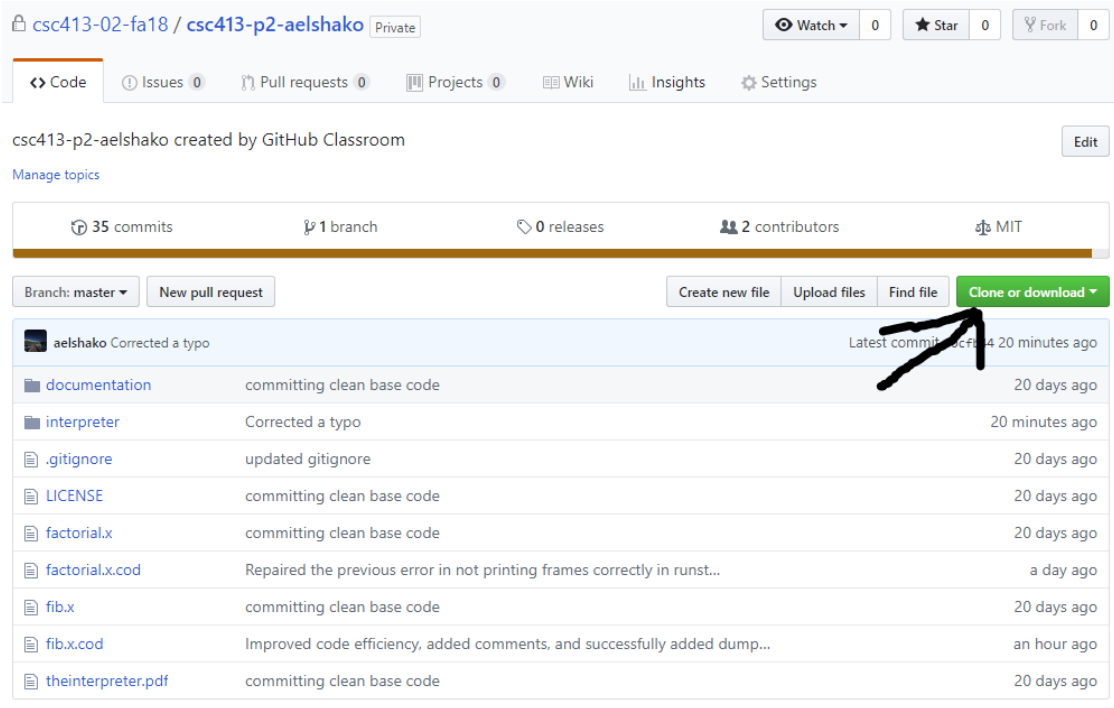 csc413-02-fa18 / csc413-p2-aelshako Private Watch 0 Star 0 Fork 0
Code Issues 0 Pull requests 0 Projects 0 Wiki Insights Settings
csc413-p2-aelshako created by GitHub Classroom Edit
Manage topics
35 commits 1 branch 0 releases 2 contributors MIT
Branch: master New pull request Create new file Upload files Find file Clone or download
aelshako Corrected a typo Latest commit 20 minutes ago
documentation committing clean base code 20 days ago
interpreter Corrected a typo 20 minutes ago
.gitignore updated gitignore 20 days ago
LICENSE committing clean base code 20 days ago
factorial.x committing clean base code 20 days ago
factorial.x.cod Repaired the previous error in not printing frames correctly in runst... a day ago
fib.x committing clean base code 20 days ago
fib.x.cod Improved code efficiency, added comments, and successfully added dump... an hour ago
theinterpreter.pdf committing clean base code 20 days ago